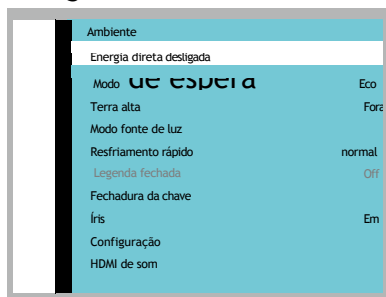 Ambiente
Energia direta desligada
Modo de espera Eco
Terra alta Fora
Modo fonte de luz
Resfriamento rápido normal
Legenda fechada Off
Fechadura da chave
Íris Em
Configuração
HDMI de som